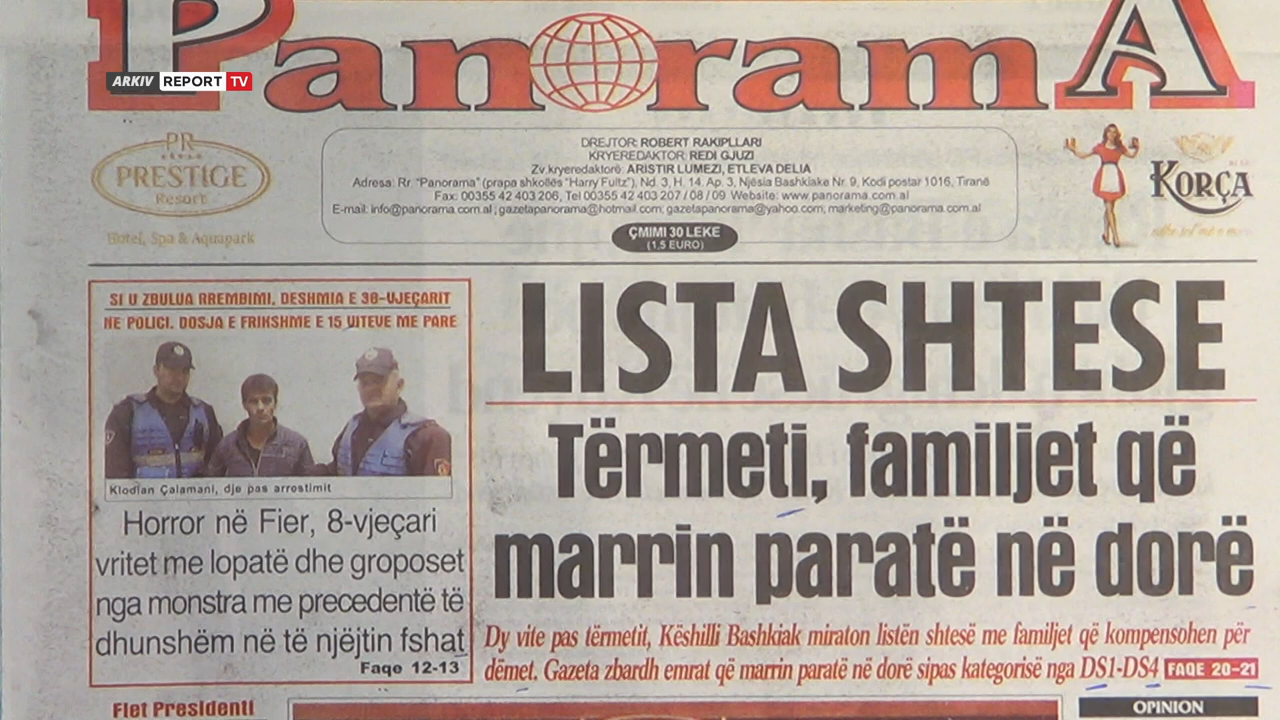 PanoramA
ARKIV REPORT TV
PR
PRESTIGE
Resort
Hotel, Spa & Aquapark
DREJTOR: ROBERT RAKIPLLARI
KRYEREDAKTOR: REDI GJUZI
Zv.kryeredaktorë: ARISTIR LUMEZI, ETLEVA DELIA
Adresa: Rr. "Panorama" (prapa shkollës "Harry Fultz"), Nd. 3, H. 14, Ap. 3, Njësia Bashkiake Nr. 9, Kodi postar 1016, Tiranë
Fax: 00355 42 403 206, Tel 00355 42 403 207 / 08 / 09 Website: www.panorama.com.al
E-mail: info@panorama.com.al; gazetapanorama@hotmail.com; gazetapanorama@yahoo.com; marketing@panorama.com.al
ÇMIMI 30 LEKE
(1,5 EURO)
KORÇA
SI U ZBULUA RREMBIMI, DESHMIA E 38-VJEÇARIT
NE POLICI. DOSJA E FRIKSHME E 15 VITEVE ME PARE
Klodian Çalamani, dje pas arrestimit
Horror në Fier, 8-vjeçari
vritet me lopatë dhe groposet
nga monstra me precedentë të
dhunshëm në të njëjtin fshat
Faqe 12-13
LISTA SHTESE
Tërmeti, familjet që
marrin paratë në dorë
Dy vite pas tërmetit, Këshilli Bashkiak miraton listën shtesë me familjet që kompensohen për
dëmet. Gazeta zbardh emrat që marrin paratë në dorë sipas kategorisë nga DS1-DS4 FAQE 20-21
Flet Presidenti
OPINION